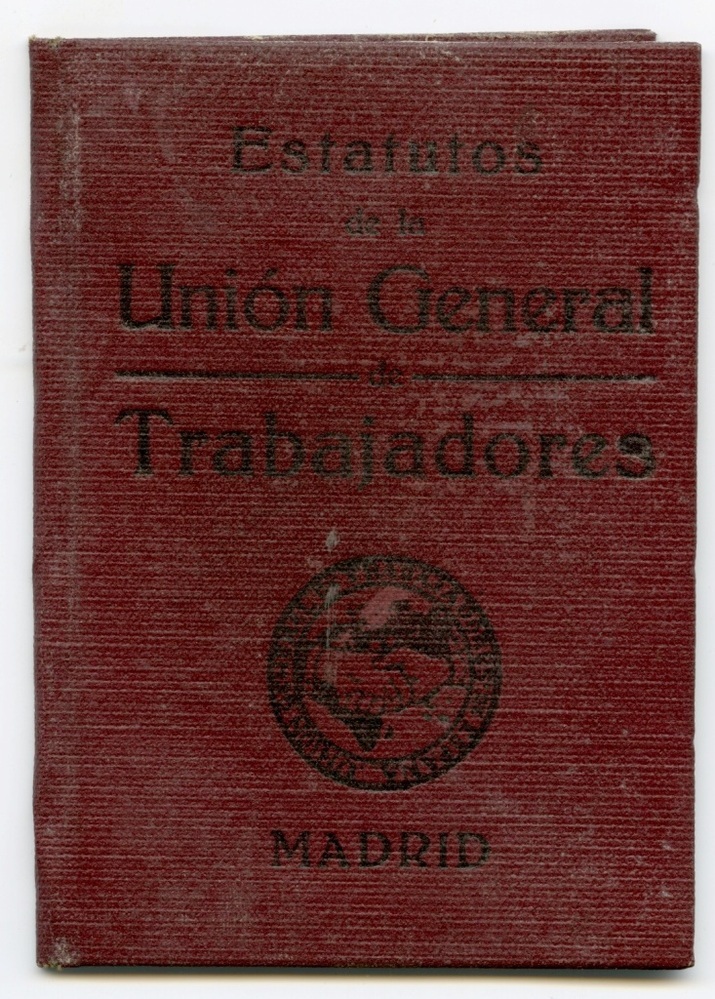 Estatutos
de la
Unión General
de
Trabajadores
MADRID